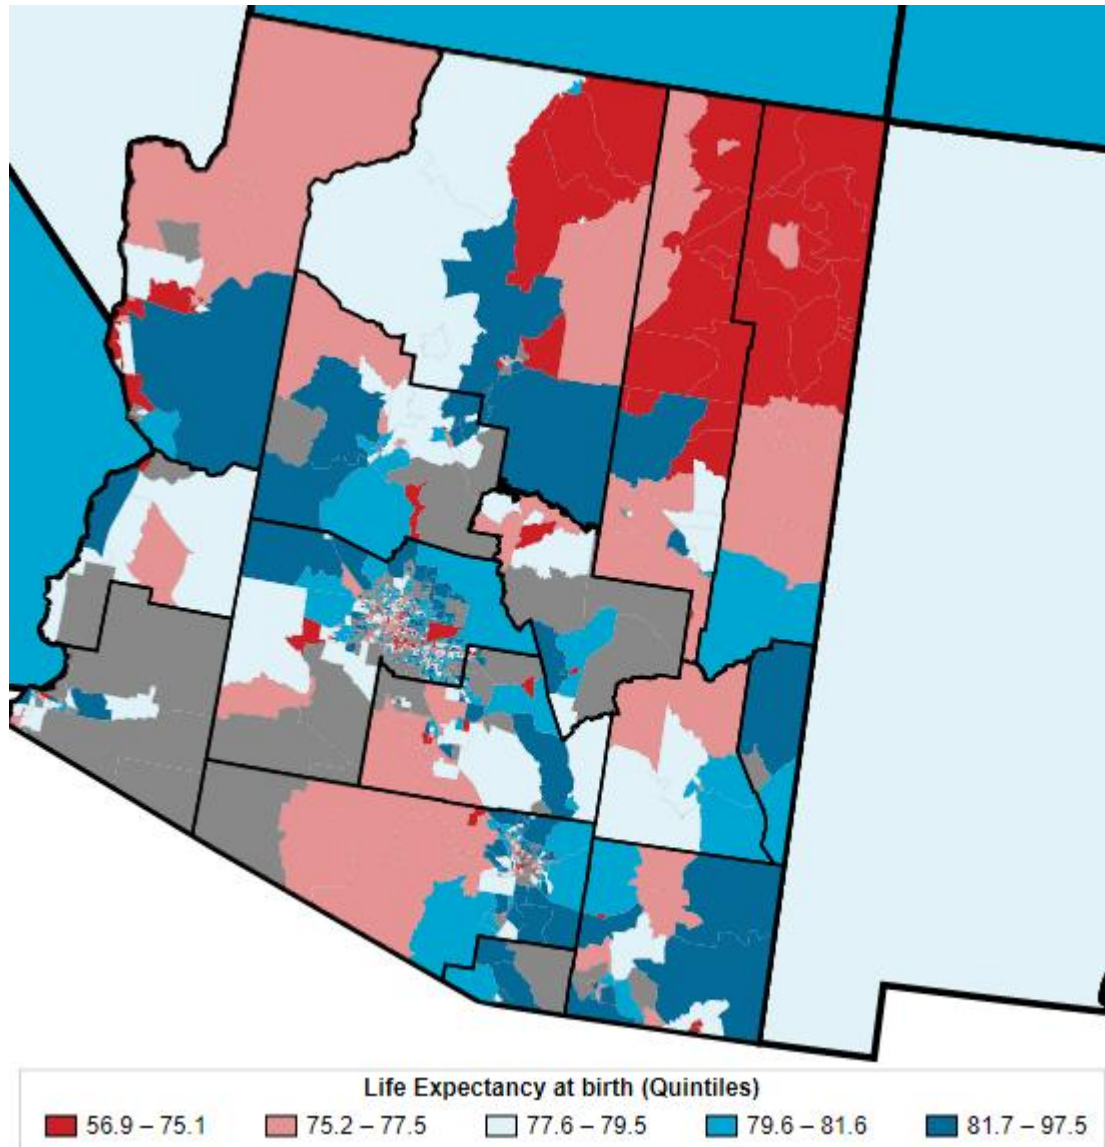 Life Expectancy at birth (Quintiles)
56.9 – 75.1 75.2 – 77.5 77.6 – 79.5 79.6 – 81.6 81.7 – 97.5